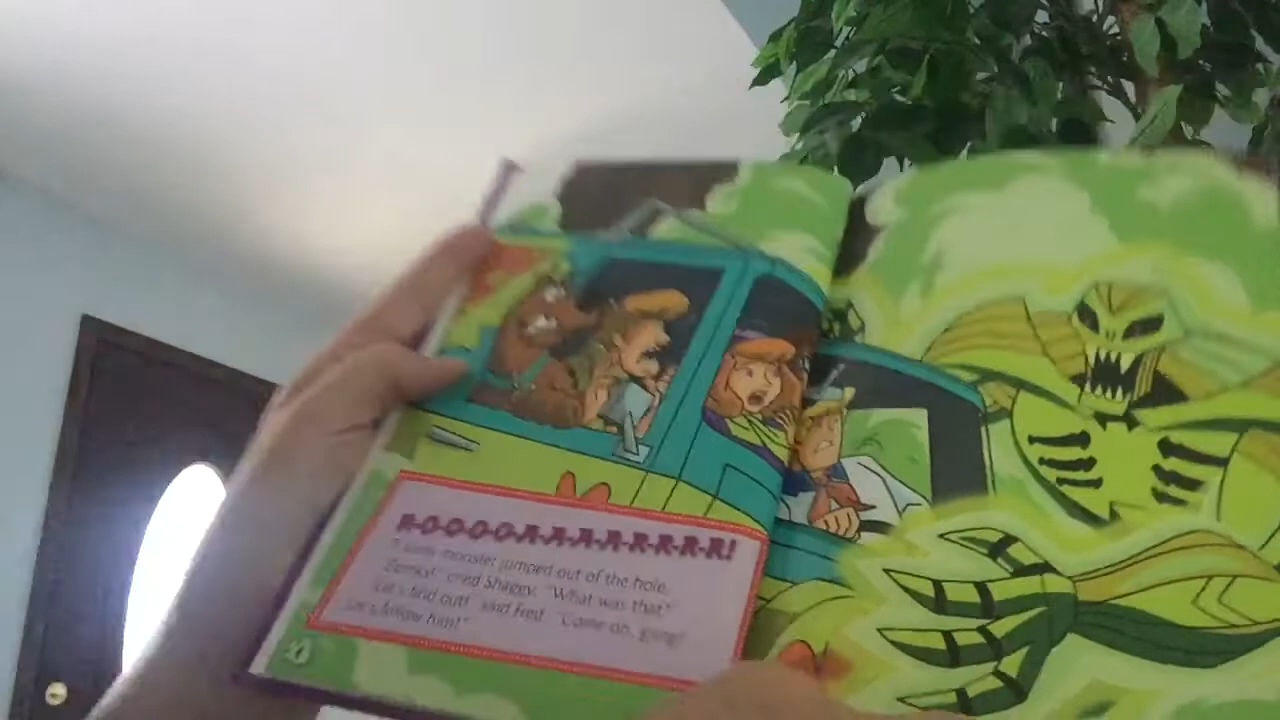 R-O-O-O-O-A-A-A-A-R-R-R-R-R!
monster jumped out of the hole.
cried Shaggy. "What was that?"
"Let's find out!" said Fred. "Come on, gang!
Let's follow him!"